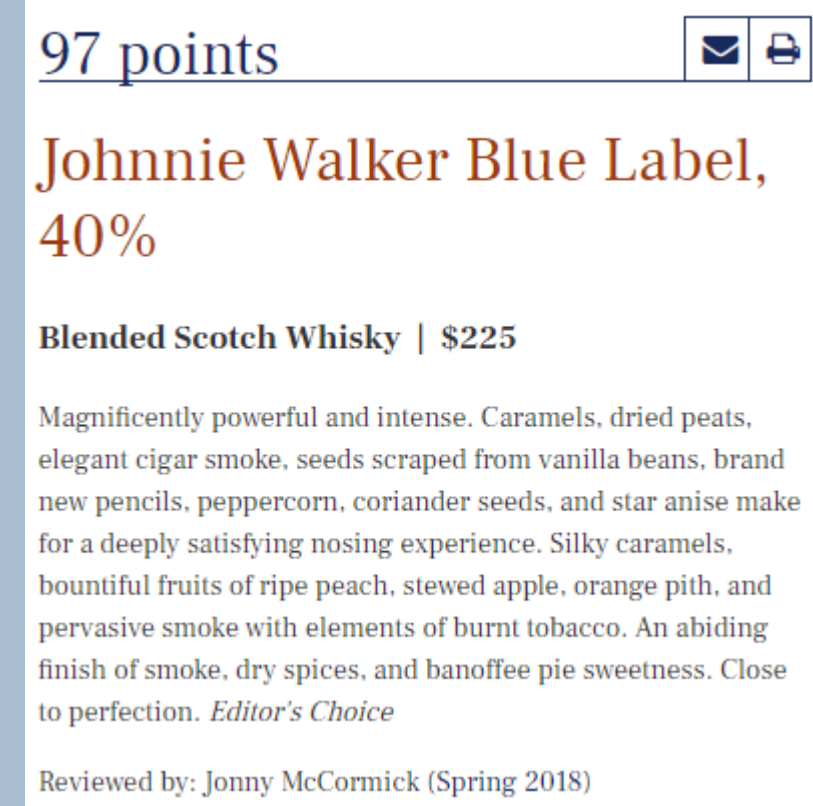 97 points
Johnnie Walker Blue Label,
40%
Blended Scotch Whisky | $225
Magnificently powerful and intense. Caramels, dried peats,
elegant cigar smoke, seeds scraped from vanilla beans, brand
new pencils, peppercorn, coriander seeds, and star anise make
for a deeply satisfying nosing experience. Silky caramels,
bountiful fruits of ripe peach, stewed apple, orange pith, and
pervasive smoke with elements of burnt tobacco. An abiding
finish of smoke, dry spices, and banoffee pie sweetness. Close
to perfection. Editor's Choice
Reviewed by: Jonny McCormick (Spring 2018)